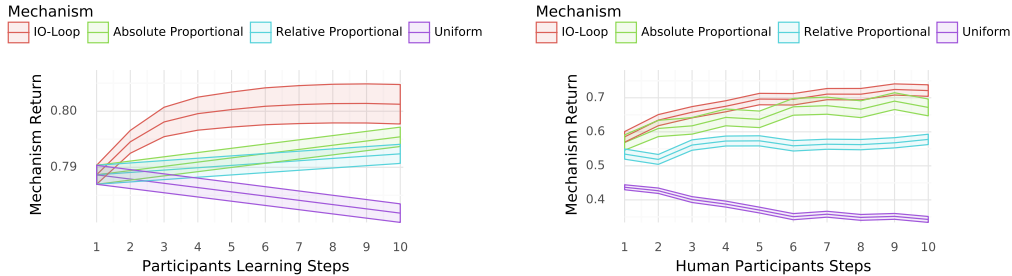 Mechanism
IO-Loop Absolute Proportional Relative Proportional Uniform
Mechanism Return
0.80
0.79
1 2 3 4 5 6 7 8 9 10
Participants Learning Steps
Mechanism
IO-Loop Absolute Proportional Relative Proportional Uniform
Mechanism Return
0.7
0.6
0.5
0.4
1 2 3 4 5 6 7 8 9 10
Human Participants Steps